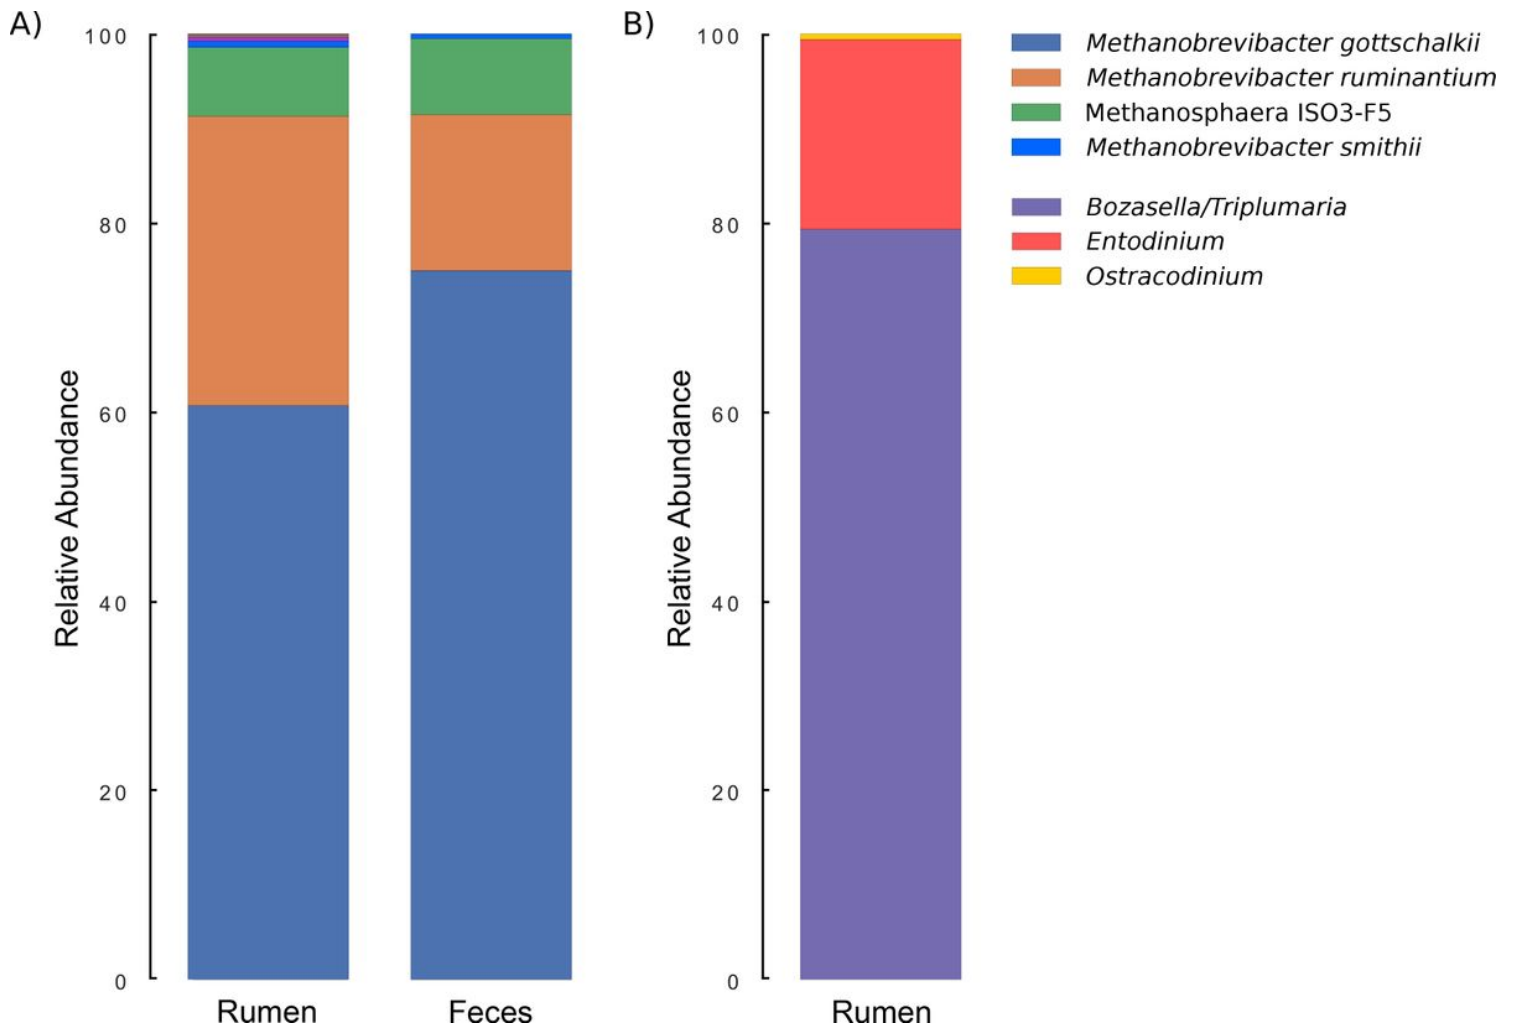 A)
Relative Abundance
100
80
60
40
20
0
Rumen
Feces
B)
Relative Abundance
100
80
60
40
20
0
Rumen
Methanobrevibacter gottschalkii
Methanobrevibacter ruminantium
Methanosphaera ISO3-F5
Methanobrevibacter smithii
Bozasella/Triplumaria
Entodinium
Ostracodinium